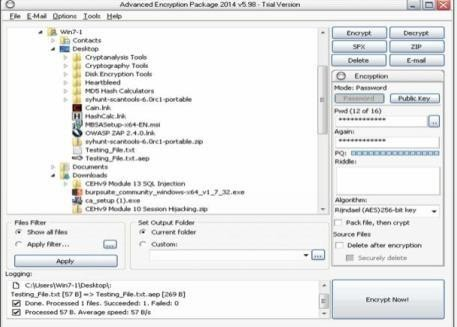 Advanced Encryption Package 2014 v5.98 - Trial Version
File E-Mail Options Tools Help
Win7-1
Contacts
Desktop
Cryptanalysis Tools
Cryptography Tools
Disk Encryption Tools
Heartbleed
MD5 Hash Calculators
syhunt-scantools-6.0rc1-portable
Cain.lnk
HashCalc.lnk
MBSASetup-x64-EN.msi
OWASP ZAP 2.4.0.lnk
syhunt-scantools-6.0rc1-portable.zip
Testing_File.txt
Testing_File.txt.aep
Documents
Downloads
CEHv9 Module 13 SQL Injection
burpsuite_community_windows-x64_v1_7_32.exe
ca_setup (1).exe
CEHv9 Module 10 Session Hijacking.zip
Encrypt Decrypt
SFX ZIP
Delete E-mail
Encryption
Mode: Password
Password Public Key
Pwd (12 of 16)
************
..
Again:
************
PQ:
Riddle:
Algorithm:
Rijndael (AES)256-bit key
Pack file, then crypt
Source Files
Delete after encryption
Securely delete
Files Filter
Show all files
Apply filter...
...
Apply
Set Output Folder
Current folder
Custom:
...
Logging:
C:\Users\Win7-1\Desktop\:
Testing_File.txt [57 B] => Testing_File.txt.aep [269 B]
Done. Processed 1 files. Succeeded: 1. Failed: 0
Processed 57 B. Average speed: 57 B/s
Encrypt Now!